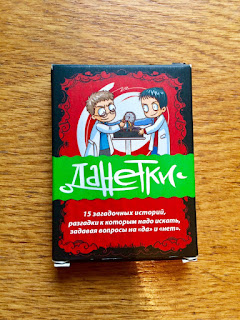 Данетки
15 загадочных историй,
разгадки к которым надо искать,
задавая вопросы на «да» и «нет».